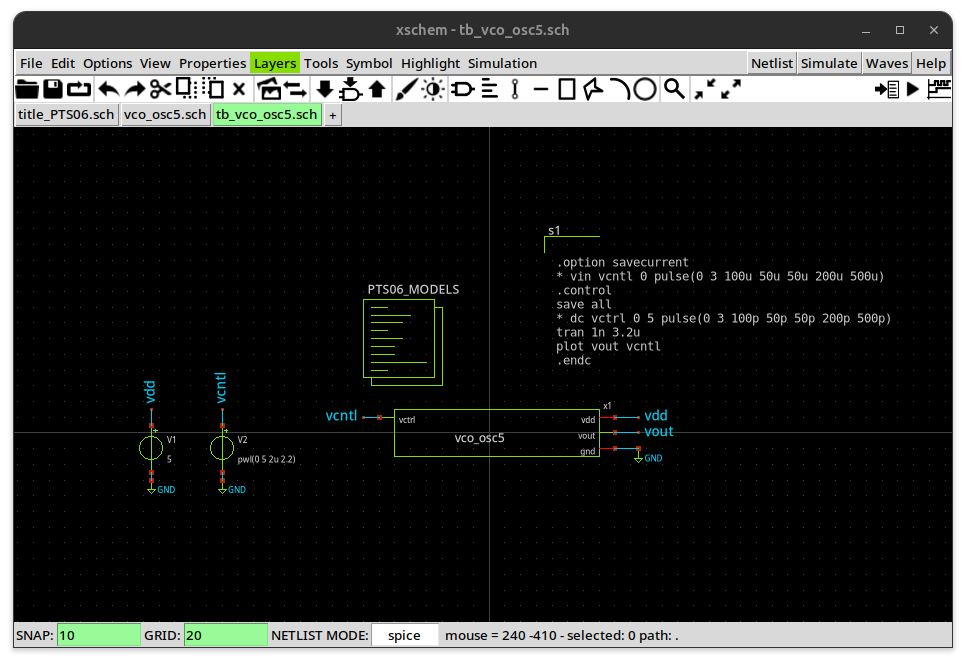 xschem - tb_vco_osc5.sch
File Edit Options View Properties Layers Tools Symbol Highlight Simulation Netlist Simulate Waves Help
title_PTS06.sch vco_osc5.sch tb_vco_osc5.sch +
s1
.option savecurrent
* vin vcntl 0 pulse(0 3 100u 50u 50u 200u 500u)
.control
save all
* dc vctrl 0 5 pulse(0 3 100p 50p 50p 200p 500p)
tran 1n 3.2u
plot vout vcntl
.endc
PTS06_MODELS
vdd
vcntl
V1
5
GND
V2
pwl(0 5 2u 2.2)
GND
vcntl
vctrl
vco_osc5
x1
vdd
vout
gnd
vdd
vout
GND
SNAP: 10 GRID: 20 NETLIST MODE: spice mouse = 240 -410 - selected: 0 path: .